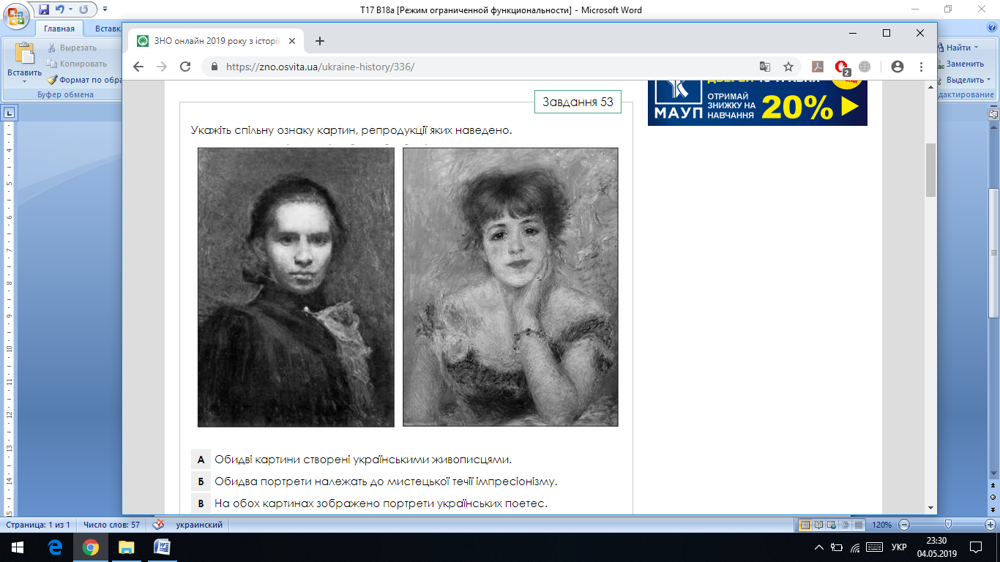 Т17 В18а [Режим ограниченной функциональности] - Microsoft Word
Главная
Вставк
Вставить
Вырезать
Копировать
Формат по обра
Буфер обмена
Найти
Заменить
Выделить
дактирование
ЗНО онлайн 2019 року з історії
https://zno.osvita.ua/ukraine-history/336/
2
МАУП
ОТРИМАЙ
ЗНИЖКУ НА
НАВЧАННЯ
20%
Завдання 53
Укажіть спільну ознаку картин, репродукції яких наведено.
А Обидві картини створені українськими живописцями.
Б Обидва портрети належать до мистецької течії імпресіонізму.
В На обох картинах зображено портрети українських поетес.
Страница: 1 из 1
Число слов: 57
украинский
120%
УКР
23:30
04.05.2019